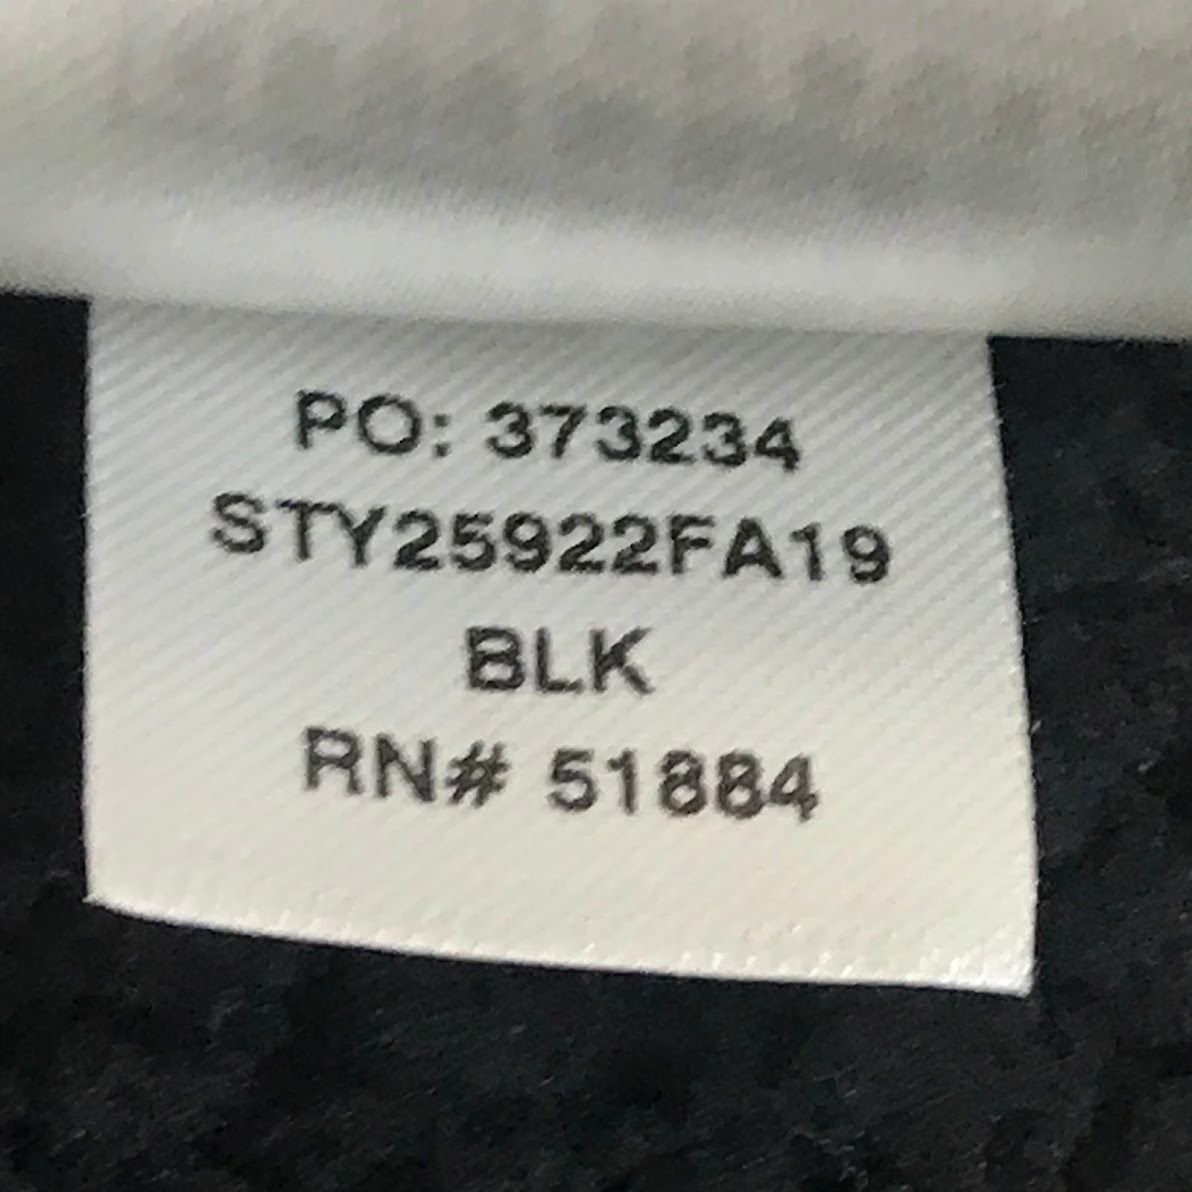 PO: 373234
STY25922FA19
BLK
RN# 51884